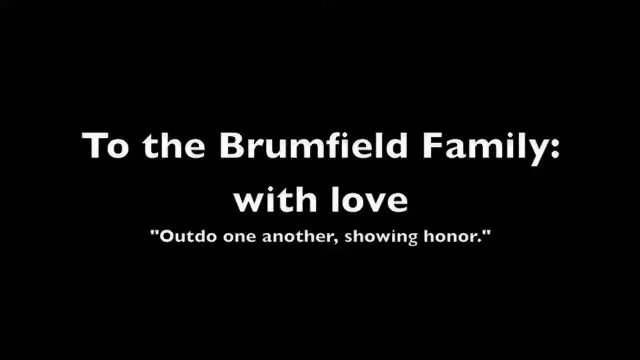 To the Brumfield Family:
with love
"Outdo one another, showing honor."